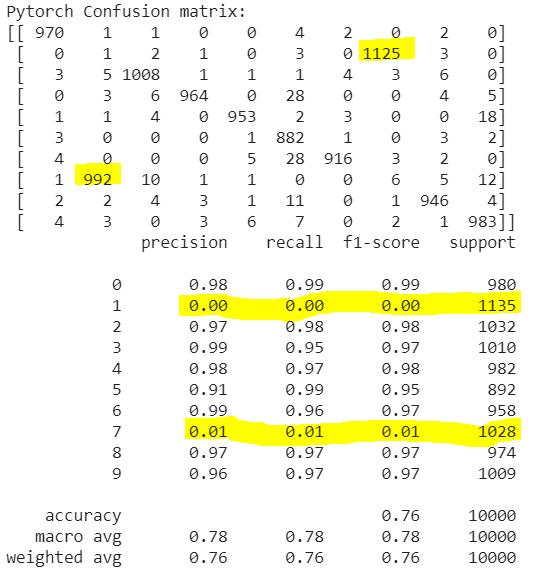 Pytorch Confusion matrix:
[[ 970 1 1 0 0 4 2 0 2 0]
[ 0 1 2 1 0 3 0 1125 3 0]
[ 3 5 1008 1 1 1 4 3 6 0]
[ 0 3 6 964 0 28 0 0 4 5]
[ 1 1 4 0 953 2 3 0 0 18]
[ 3 0 0 0 1 882 1 0 3 2]
[ 4 0 0 0 5 28 916 3 2 0]
[ 1 992 10 1 1 0 0 6 5 12]
[ 2 2 4 3 1 11 0 1 946 4]
[ 4 3 0 3 6 7 0 2 1 983]]
precision recall f1-score support
0 0.98 0.99 0.99 980
1 0.00 0.00 0.00 1135
2 0.97 0.98 0.98 1032
3 0.99 0.95 0.97 1010
4 0.98 0.97 0.98 982
5 0.91 0.99 0.95 892
6 0.99 0.96 0.97 958
7 0.01 0.01 0.01 1028
8 0.97 0.97 0.97 974
9 0.96 0.97 0.97 1009
accuracy 0.76 10000
macro avg 0.78 0.78 0.78 10000
weighted avg 0.76 0.76 0.76 10000